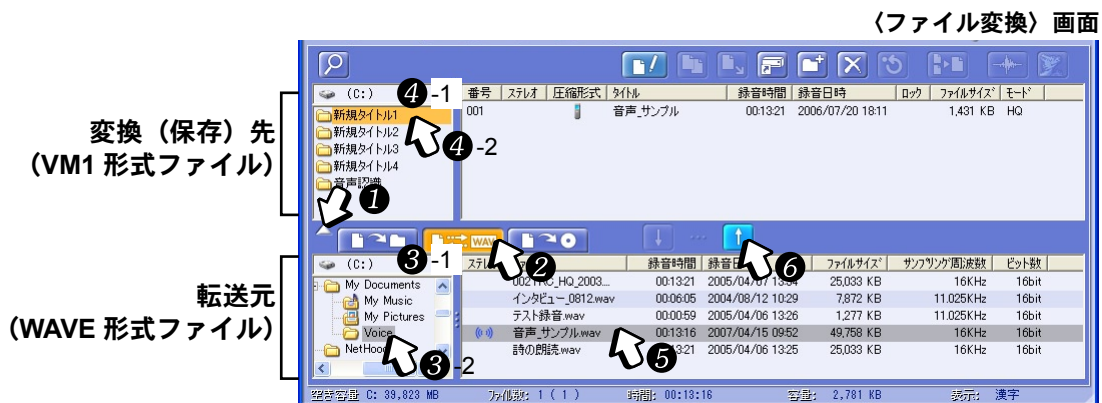 〈ファイル変換〉画面
(C:) ❹-1 番号 ステレオ 圧縮形式 タイトル 録音時間 録音日時 ロック ファイルサイズ モード
新規タイトル1 001 音声_サンプル 00:13:21 2006/07/20 18:11 1,431 KB HQ
新規タイトル2
❹-2
新規タイトル3
新規タイトル4
音声認識
変換（保存）先
（VM1 形式ファイル）
❶
WAV
❷
❻
(C:) ❸-1 録音時間 ファイルサイズ サンプリング周波数 ビット数
My Documents 00:13:21 25,033 KB 16KHz 16bit
My Music インタビュー_0812.wav 00:06:05 2004/08/12 10:29 7,872 KB 11.025KHz 16bit
My Pictures テスト録音.wav 00:00:59 2005/04/06 13:26 1,277 KB 11.025KHz 16bit
Voice 音声_サンプル.wav 00:13:16 2007/04/15 09:52 49,758 KB 16KHz 16bit
詩の朗読.wav 2005/04/06 13:25 25,033 KB 16KHz 16bit
❸-2
❺
転送元
（WAVE 形式ファイル）
空き容量 C: 39,823 MB ファイル数: 1 ( 1 ) 時間: 00:13:16 容量: 2,781 KB 表示: 漢字